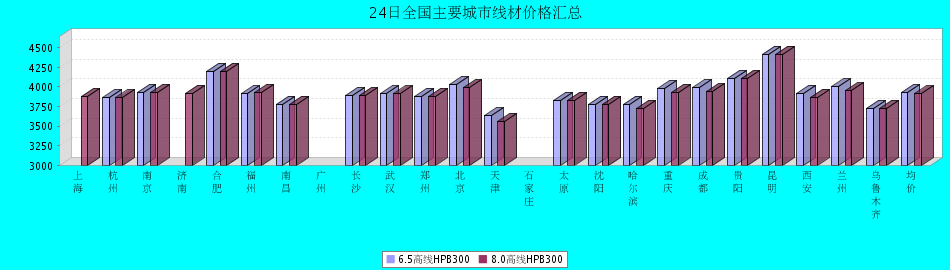 24日全国主要城市线材价格汇总
4500
4250
4000
3750
3500
3250
3000
上海
杭州
南京
济南
合肥
福州
南昌
广州
长沙
武汉
郑州
北京
天津
石家庄
太原
沈阳
哈尔滨
重庆
成都
贵阳
昆明
西安
兰州
乌鲁木齐
均价
6.5高线HPB300
8.0高线HPB300